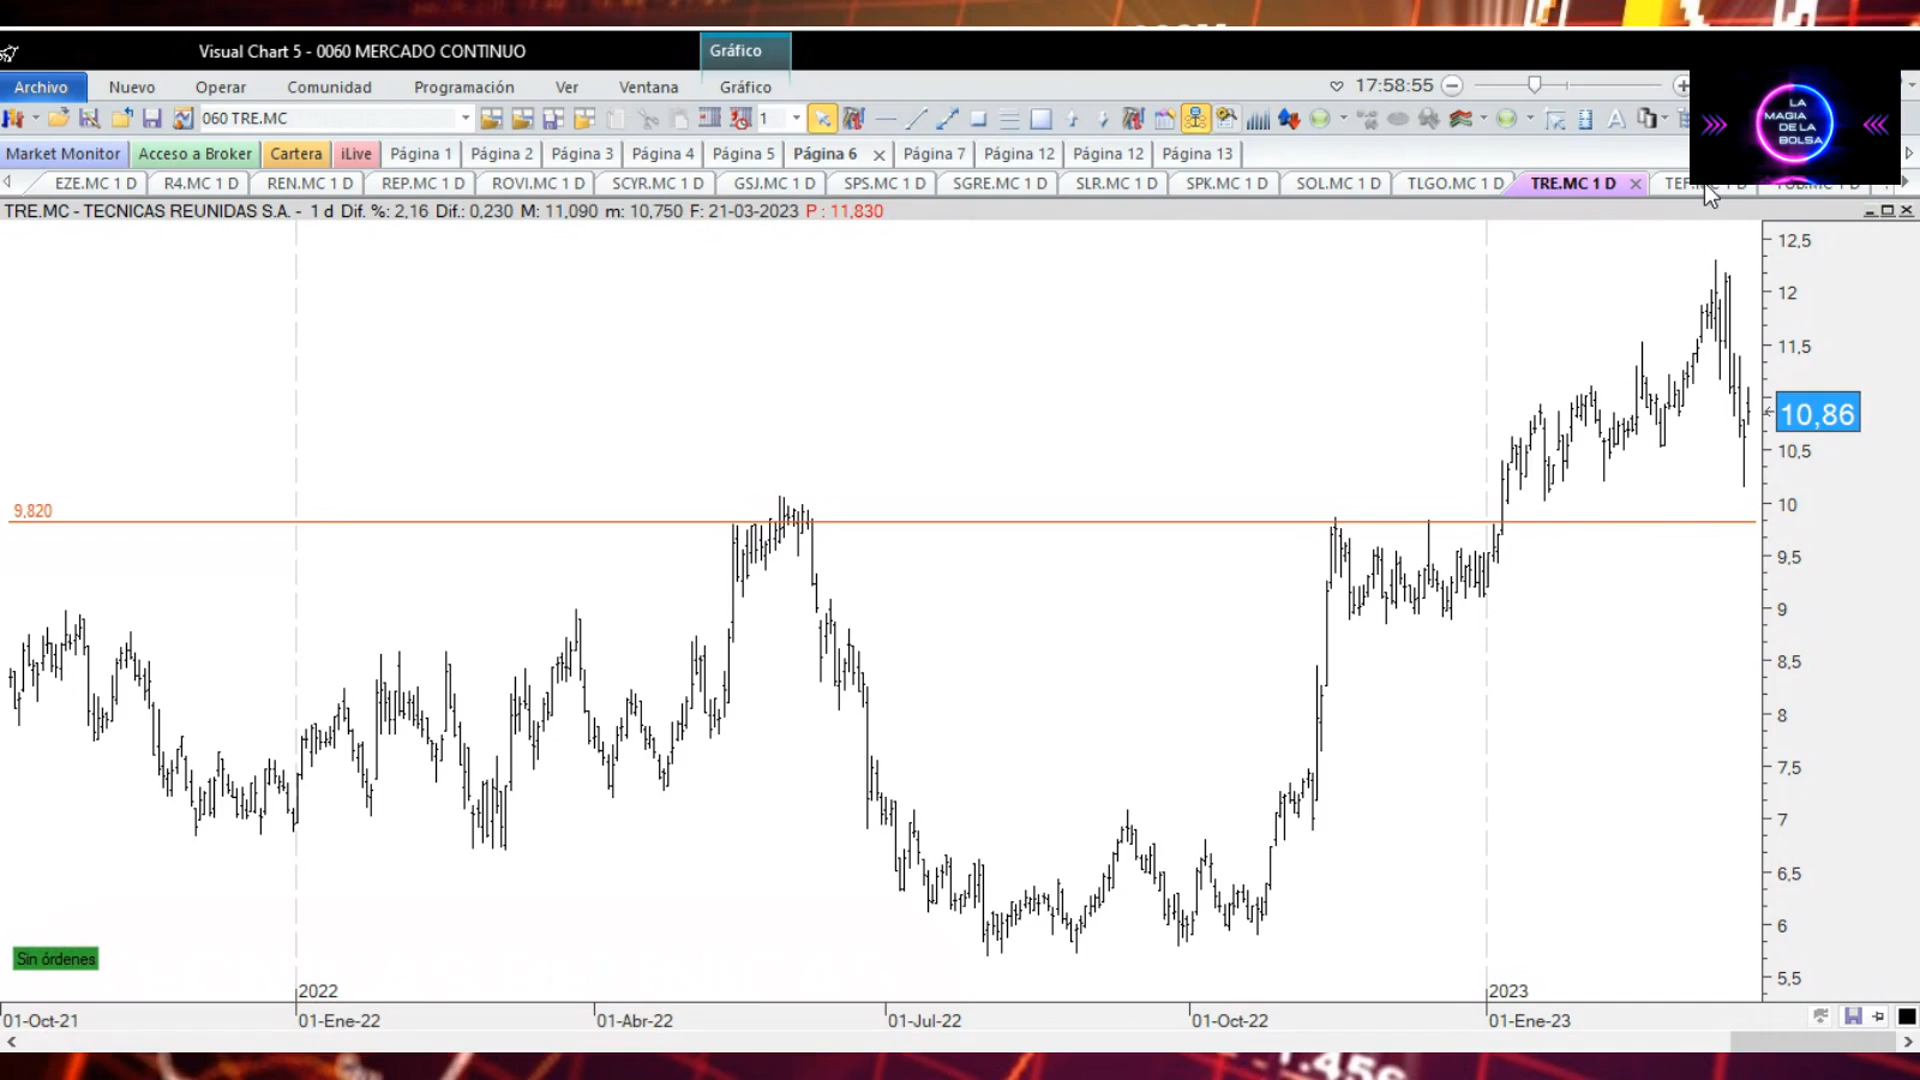 Visual Chart 5 - 0060 MERCADO CONTINUO
Gráfico
Archivo Nuevo Operar Comunidad Programación Ver Ventana Gráfico 17:58:55
060 TRE.MC 1
LA
MAGIA
DE LA
BOLSA
Market Monitor Acceso a Broker Cartera iLive Página 1 Página 2 Página 3 Página 4 Página 5 Página 6 Página 7 Página 12 Página 12 Página 13
EZE.MC 1 D R4.MC 1 D REN.MC 1 D REP.MC 1 D ROVI.MC 1 D SCYR.MC 1 D GSJ.MC 1 D SPS.MC 1 D SGRE.MC 1 D SLR.MC 1 D SPK.MC 1 D SOL.MC 1 D TLGO.MC 1 D TRE.MC 1 D
TRE.MC - TECNICAS REUNIDAS S.A. - 1 d Dif. %: 2,16 Dif.: 0,230 M: 11,090 m: 10,750 F: 21-03-2023 P : 11,830
12,5
12
11,5
10,86
10,5
10
9,820
9,5
9
8,5
8
7,5
7
6,5
6
5,5
Sin órdenes
2022 2023
01-Oct-21 01-Ene-22 01-Abr-22 01-Jul-22 01-Oct-22 01-Ene-23